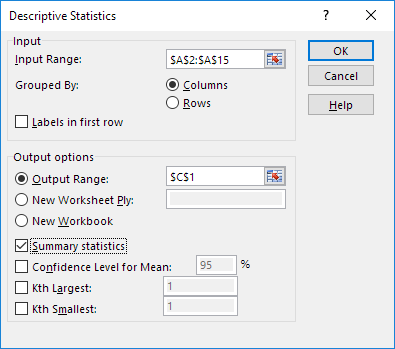 Descriptive Statistics ? ×
Input
Input Range: $A$2:$A$15 OK
Cancel
Grouped By: Columns
Rows
Help
Labels in first row
Output options
Output Range: $C$1
New Worksheet Ply:
New Workbook
Summary statistics
Confidence Level for Mean: 95 %
Kth Largest: 1
Kth Smallest: 1